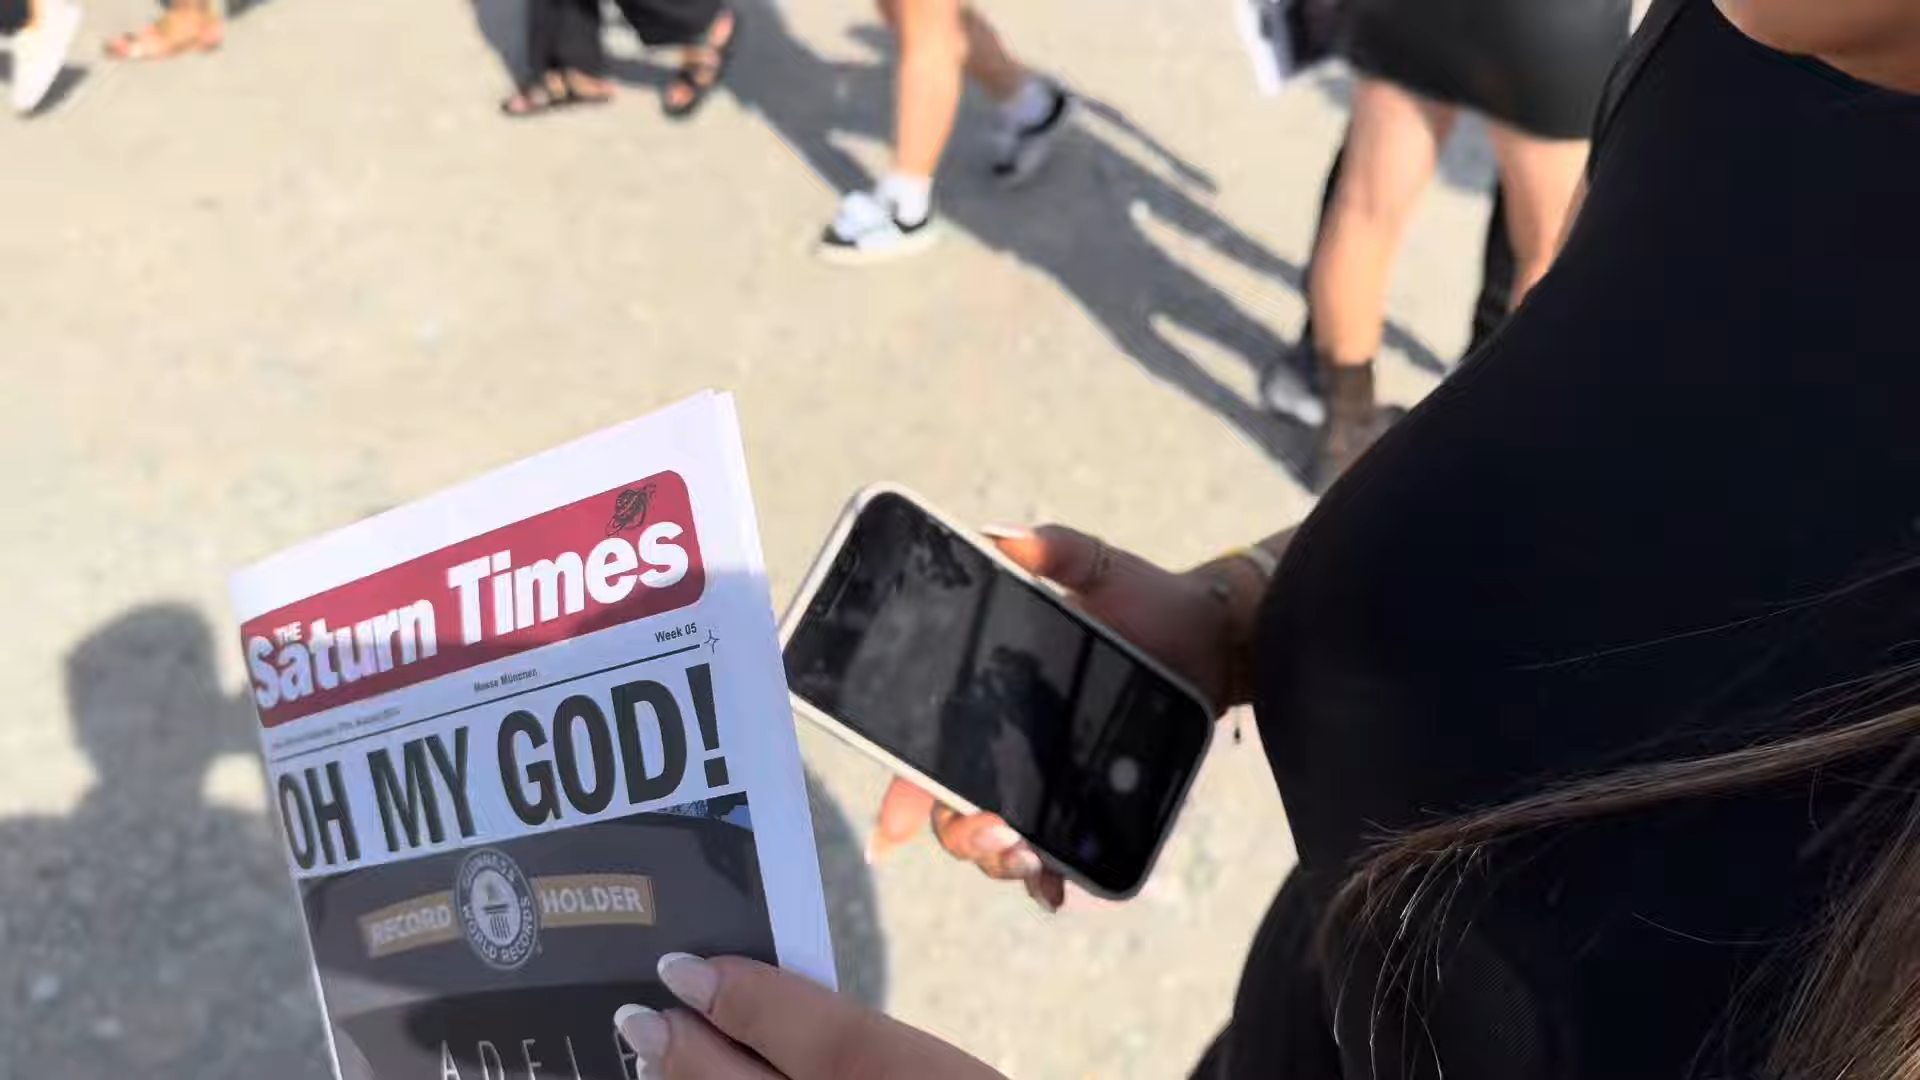 THE
Saturn Times
Week 05
Messe München
OH MY GOD!
RECORD HOLDER
GUINNESS WORLD RECORDS
ADELE